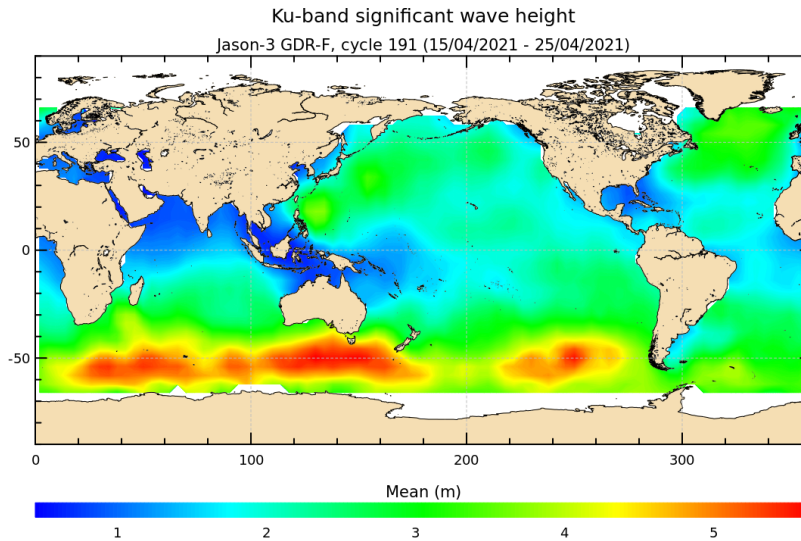 Ku-band significant wave height
Jason-3 GDR-F, cycle 191 (15/04/2021 - 25/04/2021)
50
0
-50
0 100 200 300
Mean (m)
1 2 3 4 5